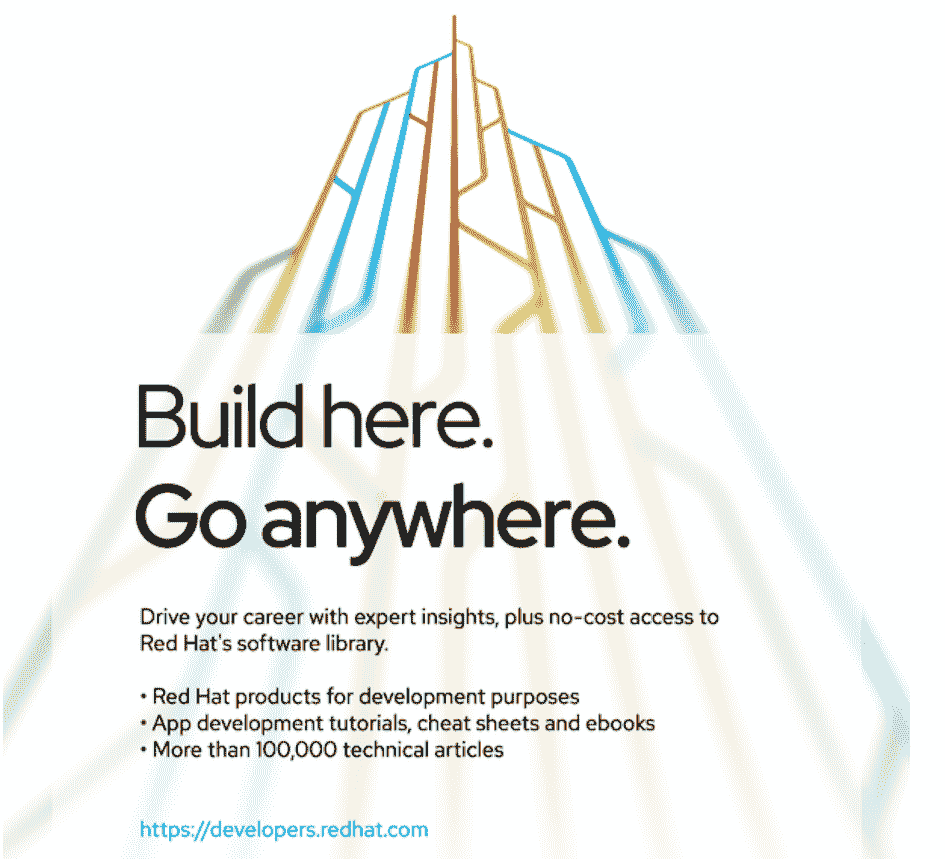 Build here.
Go anywhere.
Drive your career with expert insights, plus no-cost access to
Red Hat's software library.
• Red Hat products for development purposes
• App development tutorials, cheat sheets and ebooks
• More than 100,000 technical articles
https://developers.redhat.com